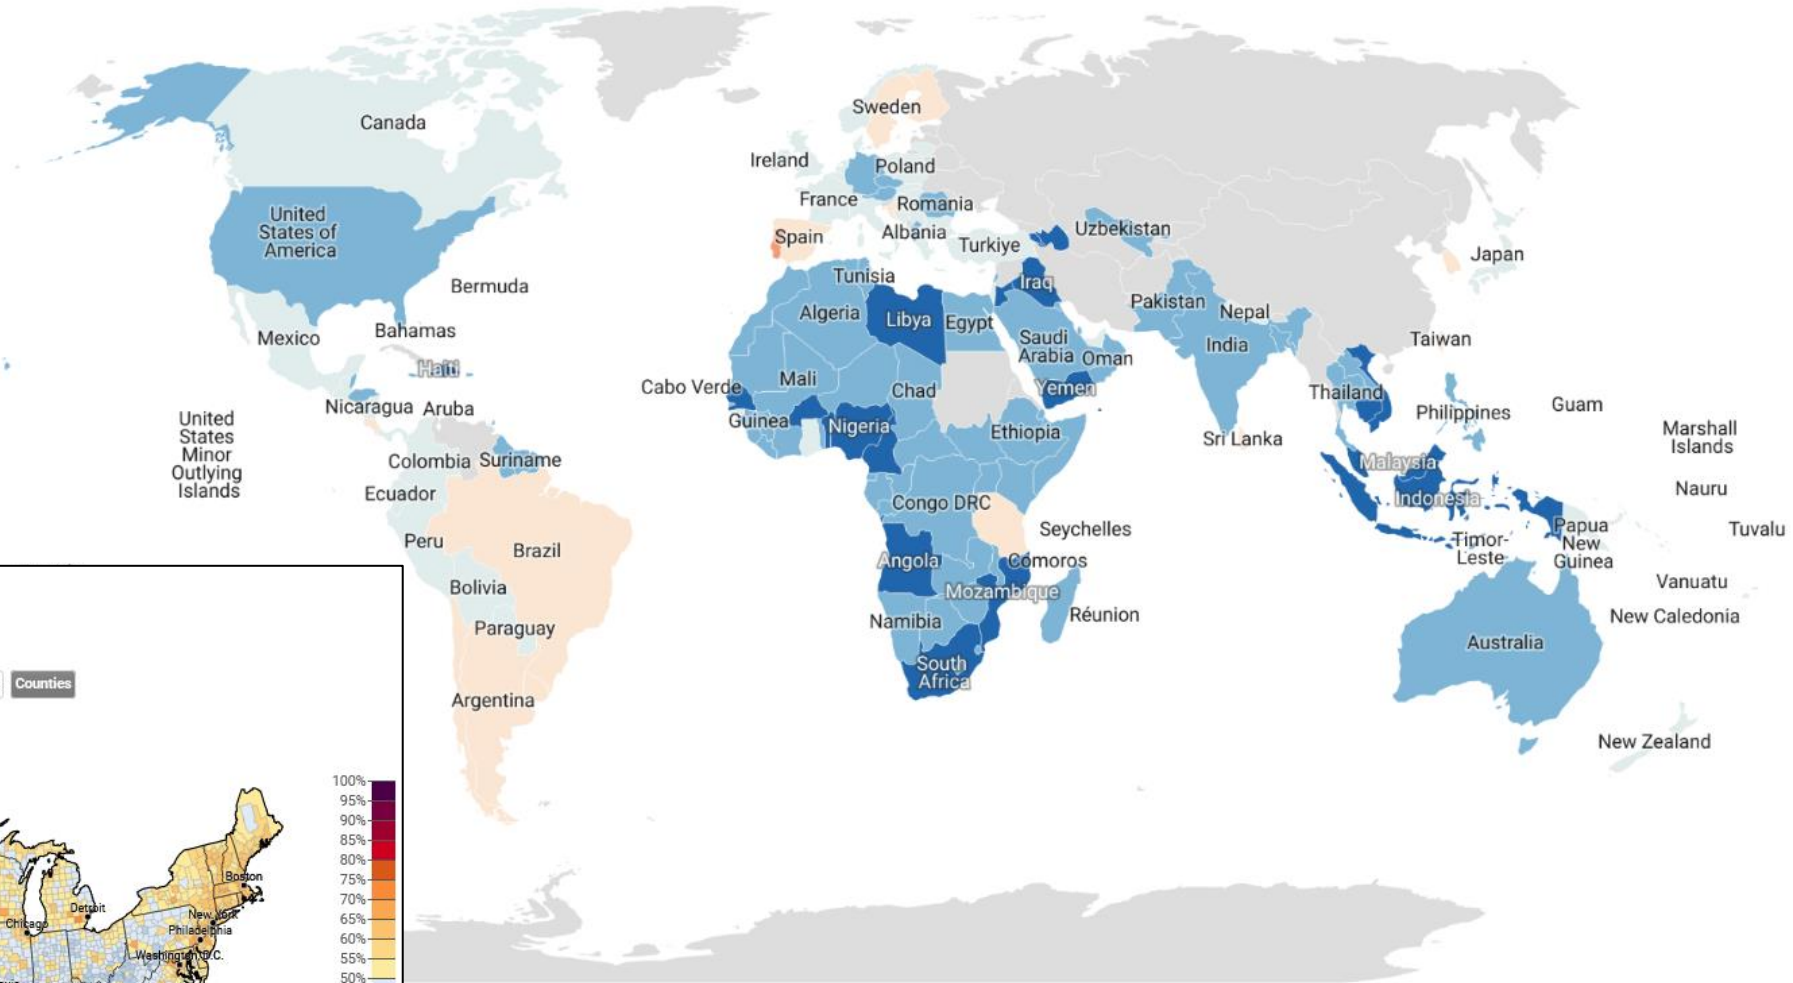 Canada
Sweden
Ireland
Poland
France
Romania
Spain
Albania
Turkiye
Uzbekistan
Japan
United
States of
America
Bermuda
Tunisia
Iraq
Algeria
Libya
Egypt
Pakistan
Nepal
Mexico
Bahamas
Saudi
Arabia
Oman
India
Taiwan
Haiti
Cabo Verde
Mali
Chad
Yemen
Thailand
Nicaragua
Aruba
Guinea
Nigeria
Ethiopia
Sri Lanka
Philippines
Guam
Marshall
Islands
United
States
Minor
Outlying
Islands
Colombia
Suriname
Malaysia
Indonesia
Nauru
Ecuador
Congo DRC
Seychelles
Tuvalu
Peru
Brazil
Angola
Comoros
Timor-
Leste
Papua
New
Guinea
Bolivia
Mozambique
Vanuatu
Paraguay
Namibia
Réunion
New Caledonia
Australia
South
Africa
Argentina
New Zealand
Counties
100%
95%
90%
85%
80%
75%
70%
65%
60%
55%
50%
Boston
Detroit
New York
Chicago
Philadelphia
Washington D.C.